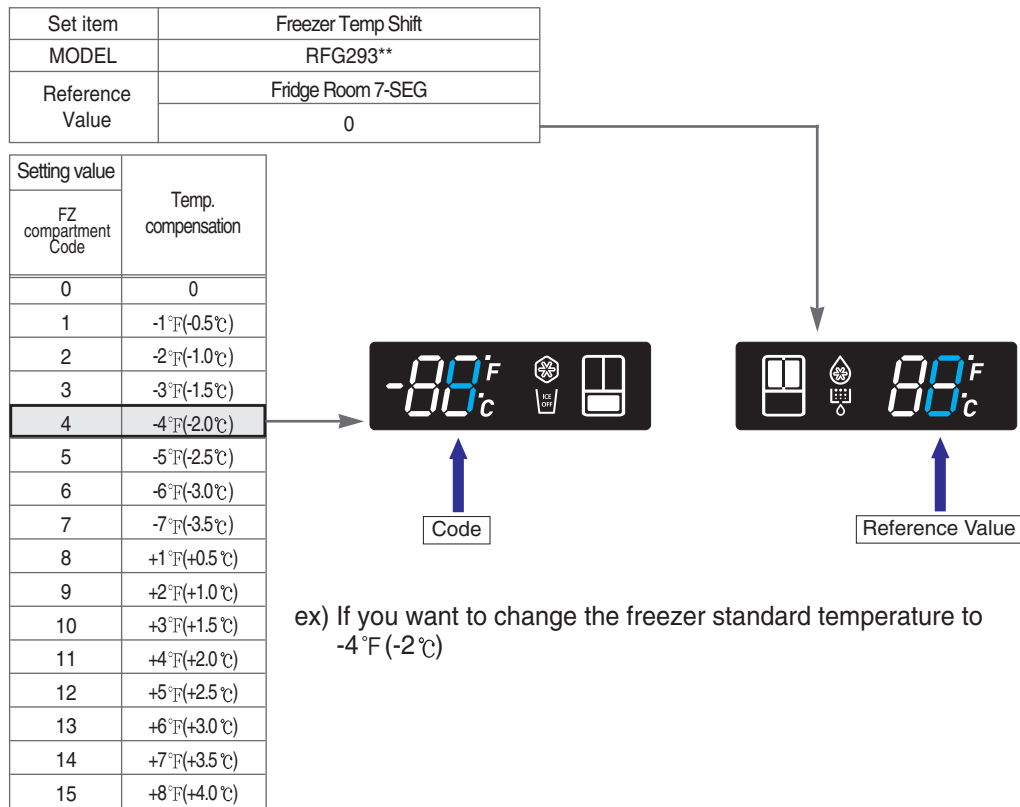 Set item Freezer Temp Shift
MODEL RFG293**
Reference Value Fridge Room 7-SEG
0
Setting value
FZ compartment Code
Temp. compensation
0 0
1 -1℉(-0.5℃)
2 -2℉(-1.0℃)
3 -3℉(-1.5℃)
4 -4℉(-2.0℃)
5 -5℉(-2.5℃)
6 -6℉(-3.0℃)
7 -7℉(-3.5℃)
8 +1℉(+0.5℃)
9 +2℉(+1.0℃)
10 +3℉(+1.5℃)
11 +4℉(+2.0℃)
12 +5℉(+2.5℃)
13 +6℉(+3.0℃)
14 +7℉(+3.5℃)
15 +8℉(+4.0℃)
-88°F
°C
ICE
OFF
88°F
°C
Code
Reference Value
ex) If you want to change the freezer standard temperature to
-4°F (-2℃)